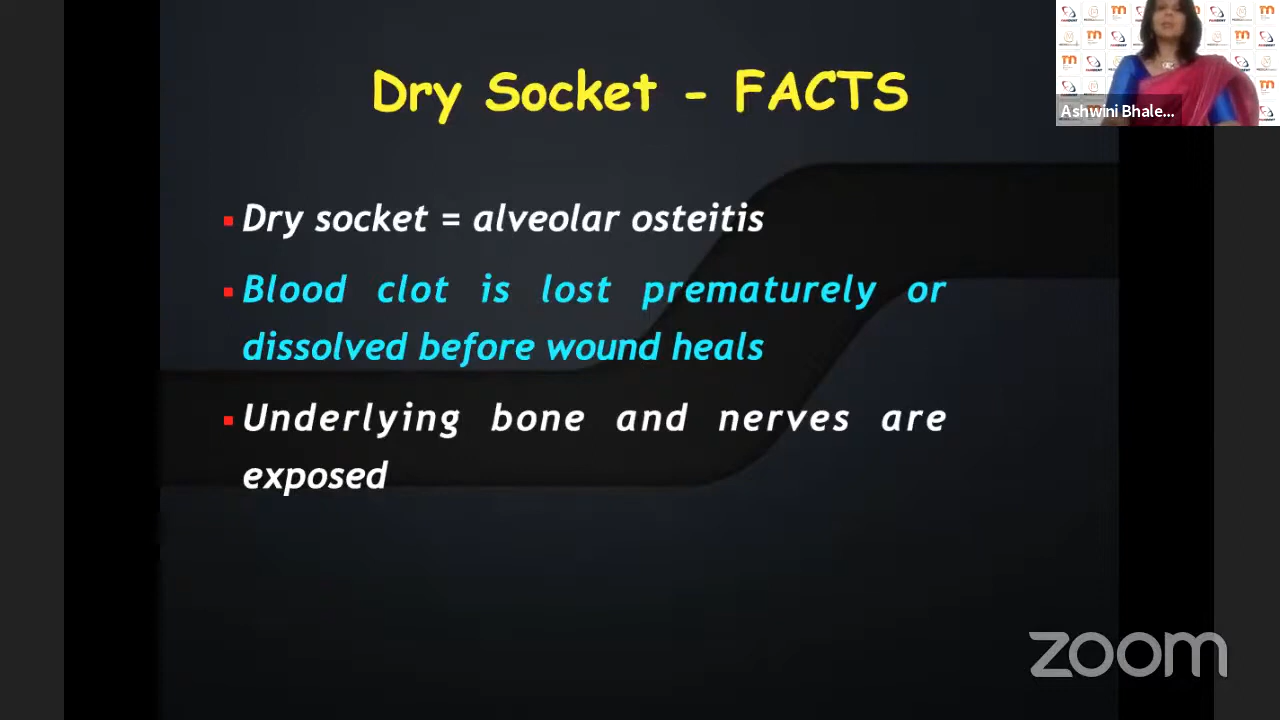 Dry Socket - FACTS
Ashwini Bhale...
Dry socket = alveolar osteitis
Blood clot is lost prematurely or
dissolved before wound heals
Underlying bone and nerves are
exposed
zoom